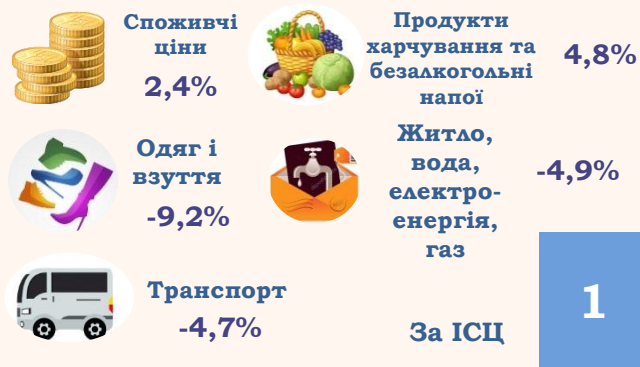 Споживчі
ціни
2,4%
Продукти
харчування та
безалкогольні
напої
4,8%
Одяг і
взуття
-9,2%
Житло,
вода,
електро-
енергія,
газ
-4,9%
Транспорт
-4,7%
За ІСЦ
1